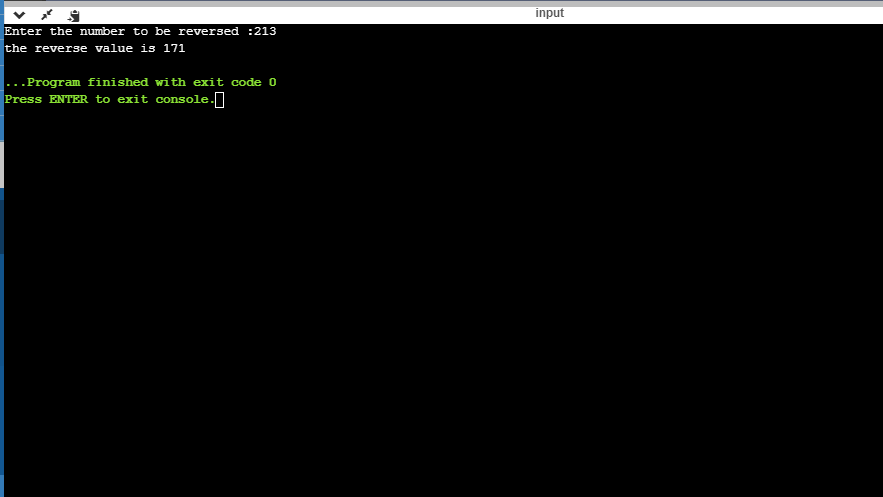 input
Enter the number to be reversed :213
the reverse value is 171
...Program finished with exit code 0
Press ENTER to exit console.